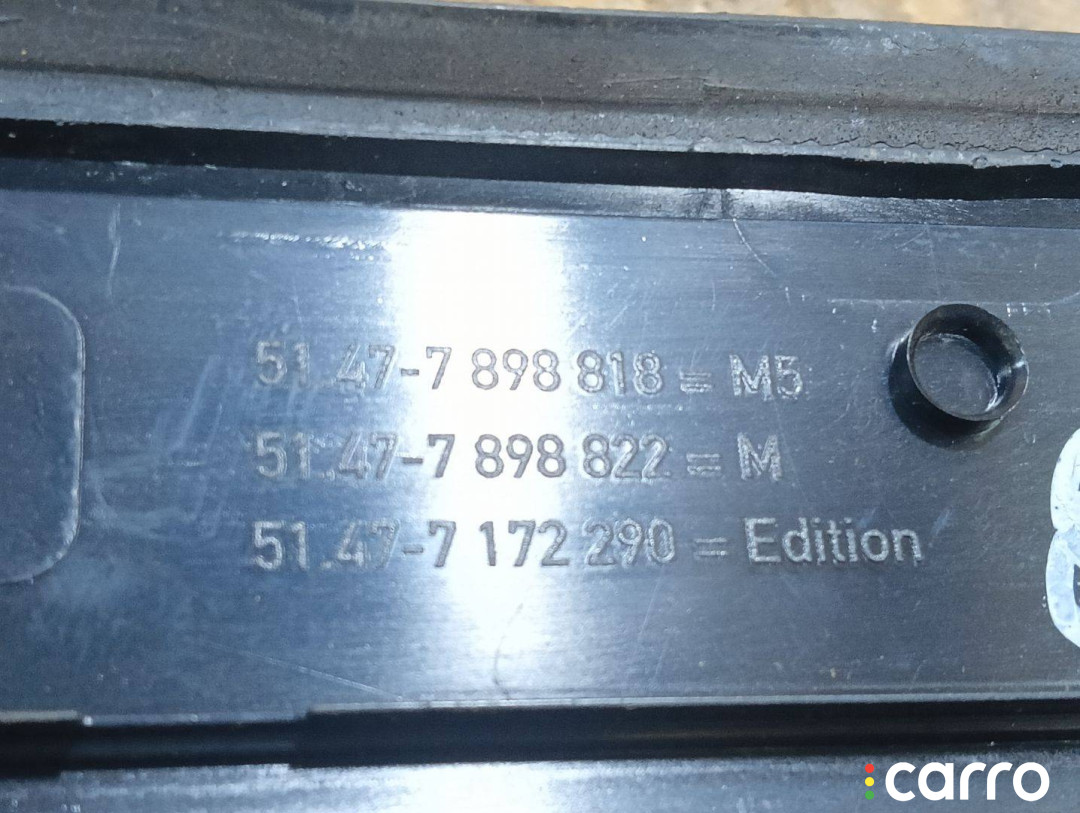 51.47-7 898 818 = M5
51.47-7 898 822 = M
51.47-7 172 290 = Edition
carro